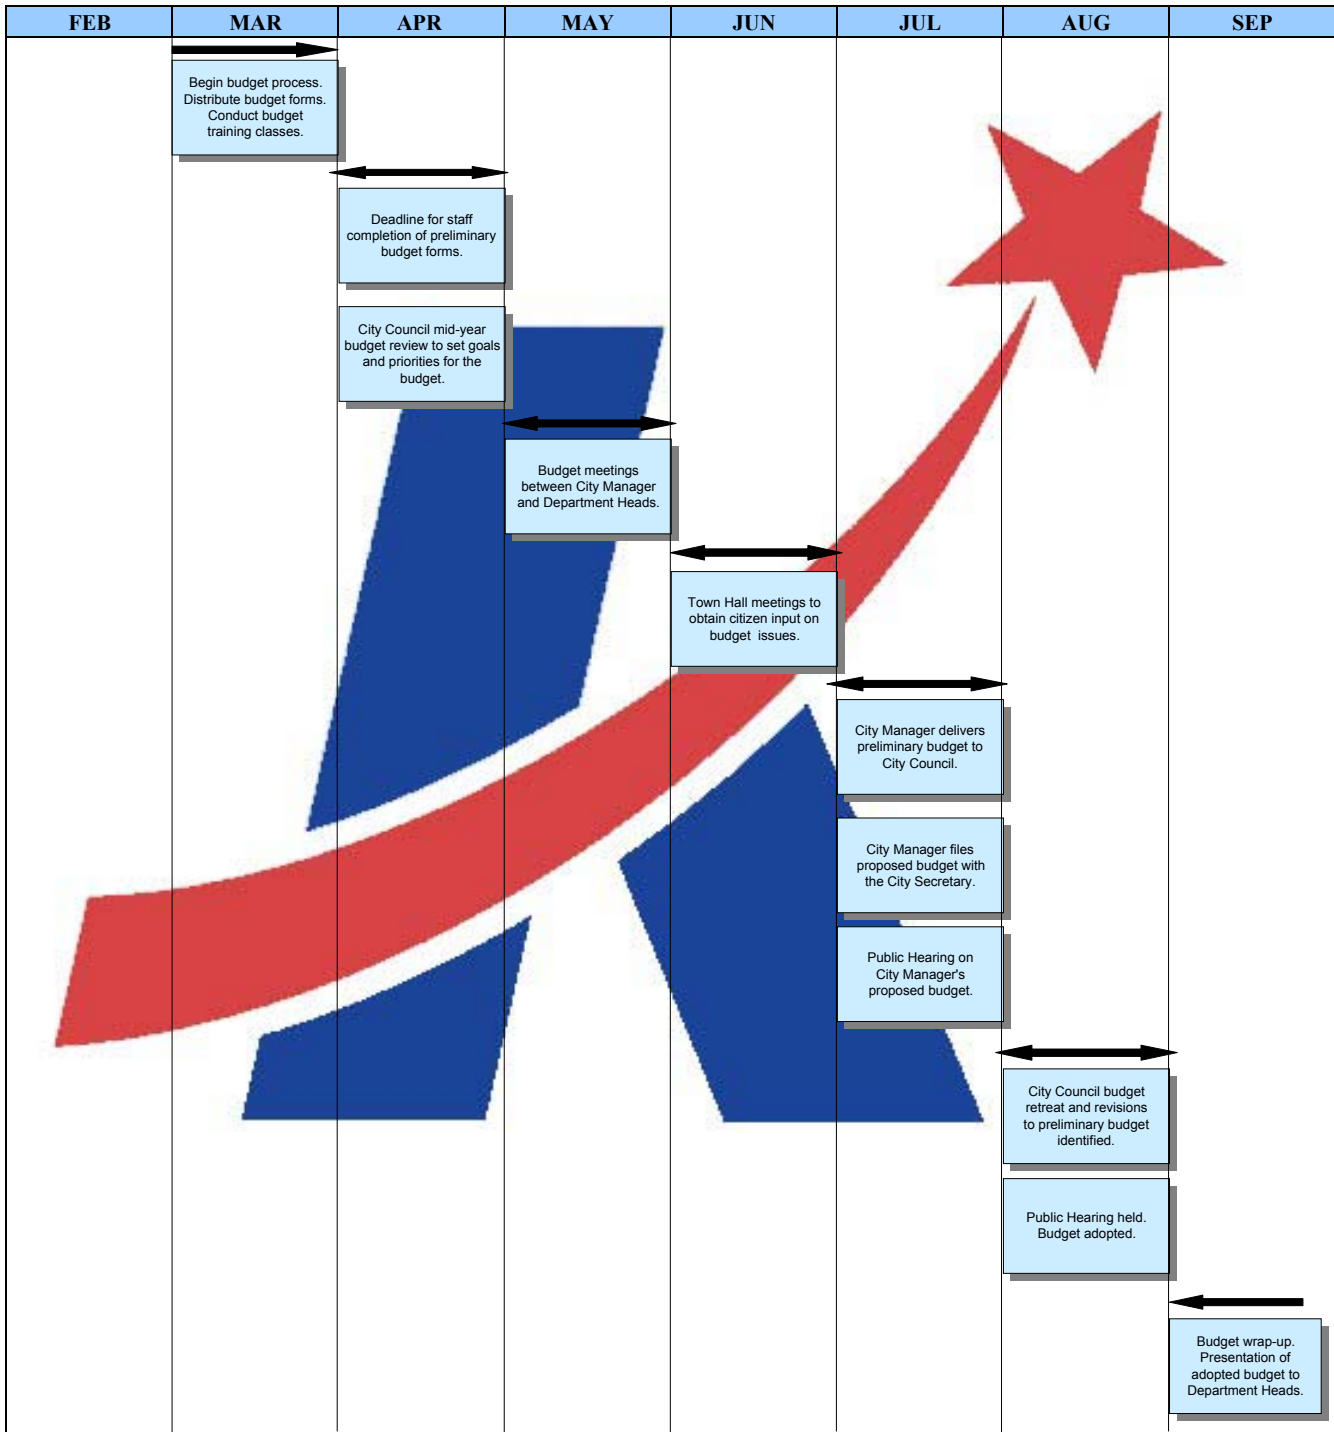 FEB MAR APR MAY JUN JUL AUG SEP
Begin budget process.
Distribute budget forms.
Conduct budget
training classes.
Deadline for staff
completion of preliminary
budget forms.
City Council mid-year
budget review to set goals
and priorities for the
budget.
Budget meetings
between City Manager
and Department Heads.
Town Hall meetings to
obtain citizen input on
budget issues.
City Manager delivers
preliminary budget to
City Council.
City Manager files
proposed budget with
the City Secretary.
Public Hearing on
City Manager's
proposed budget.
City Council budget
retreat and revisions
to preliminary budget
identified.
Public Hearing held.
Budget adopted.
Budget wrap-up.
Presentation of
adopted budget to
Department Heads.